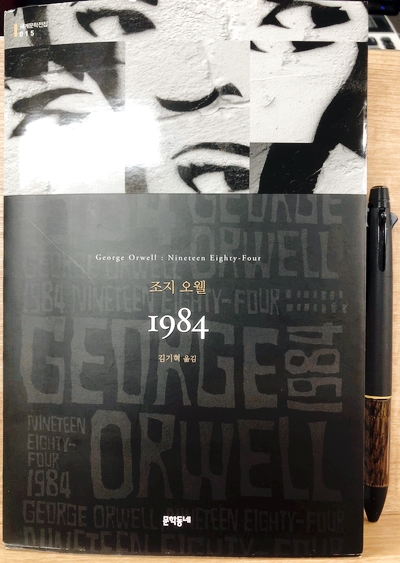 세계문학전집
015
GEORGE
ORWELL
George Orwell : Nineteen Eighty-Four
조지 오웰
1984 NINETEEN EIGHTY-FOUR
1984
김기혁 옮김
GEORGE
1984
NINETEEN
EIGHTY-
FOUR
1984
ORWELL
GEORGE ORWELL NINETEEN EIGHTY-FOUR
문학동네